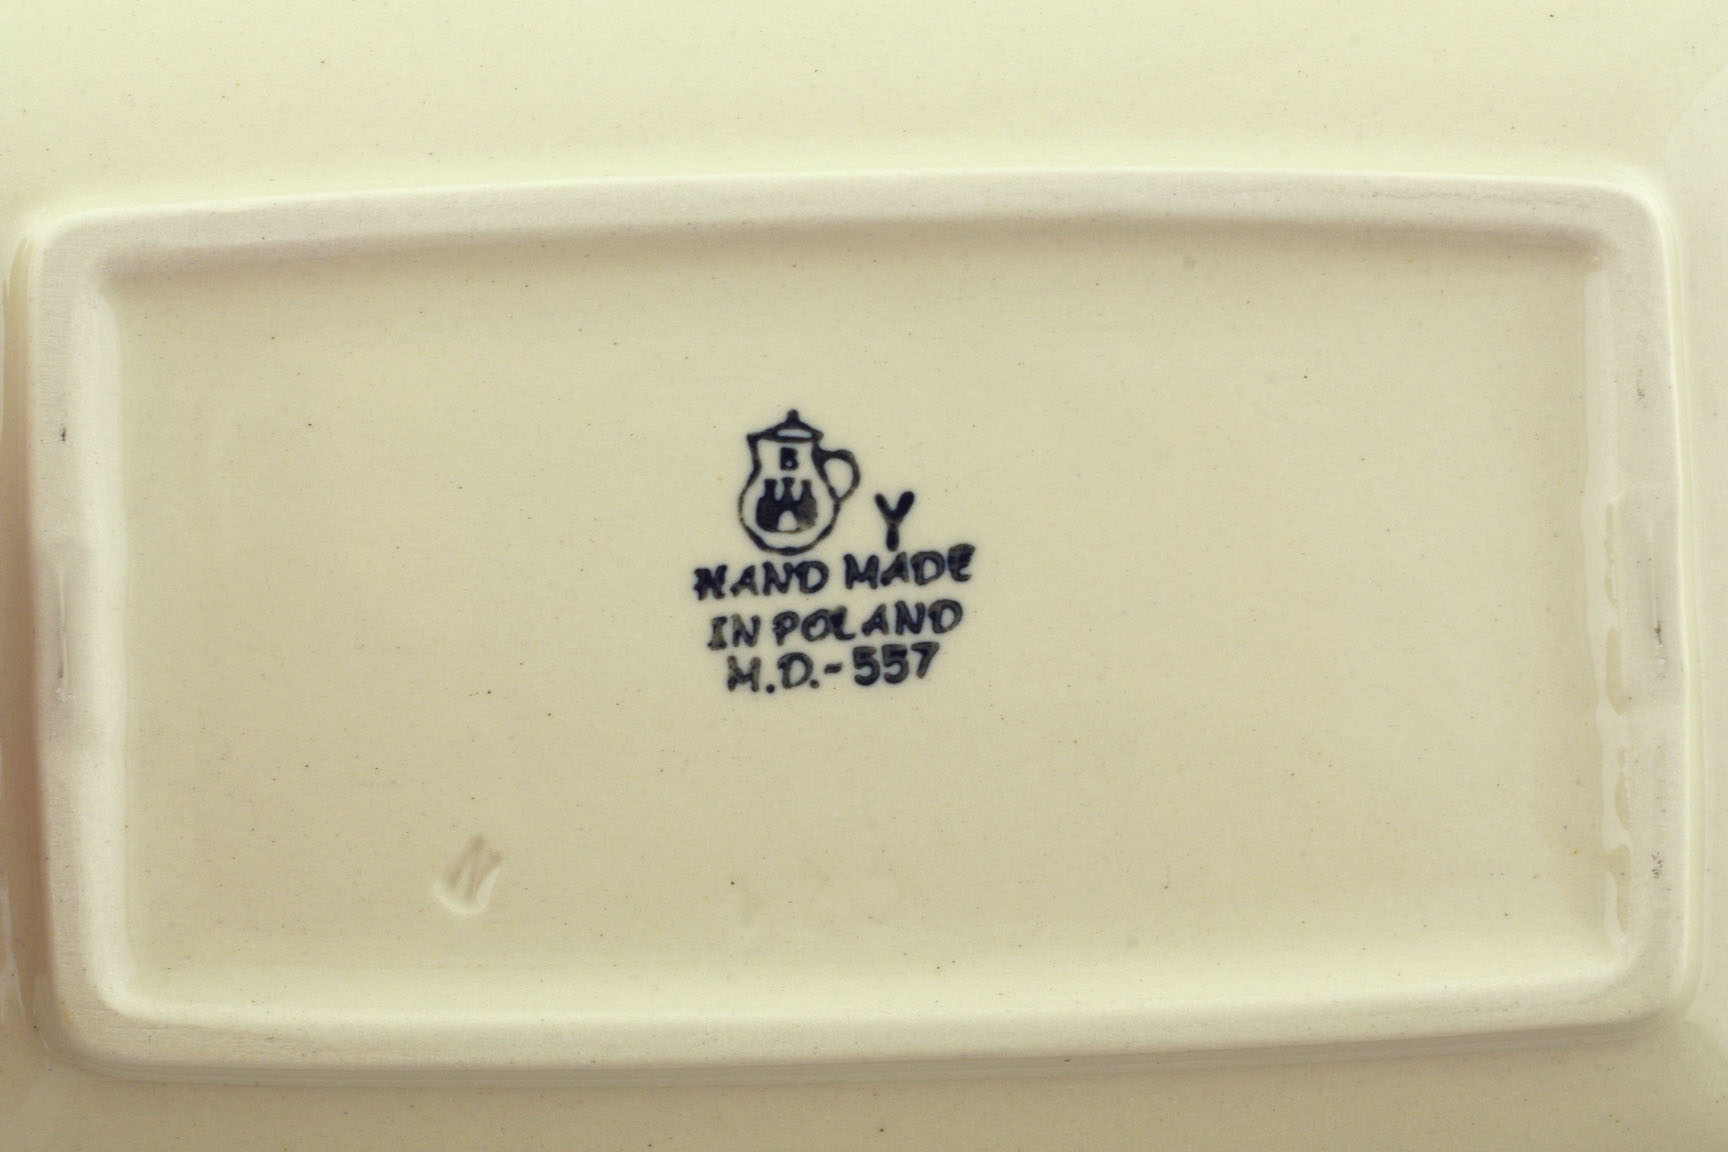 B
Y
HAND MADE
IN POLAND
M.D.-557
N